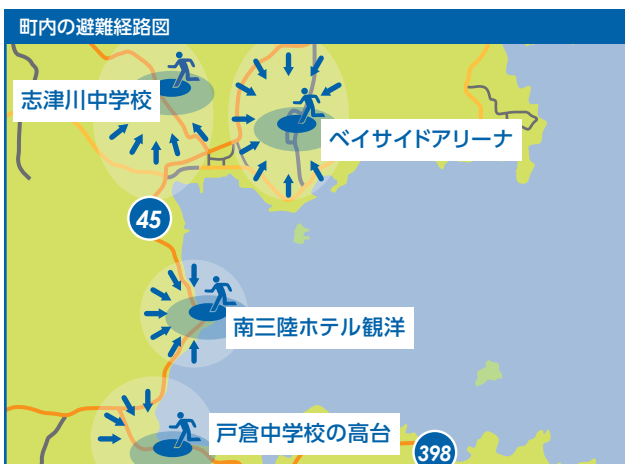 町内の避難経路図
志津川中学校
ベイサイドアリーナ
45
南三陸ホテル観洋
戸倉中学校の高台
398